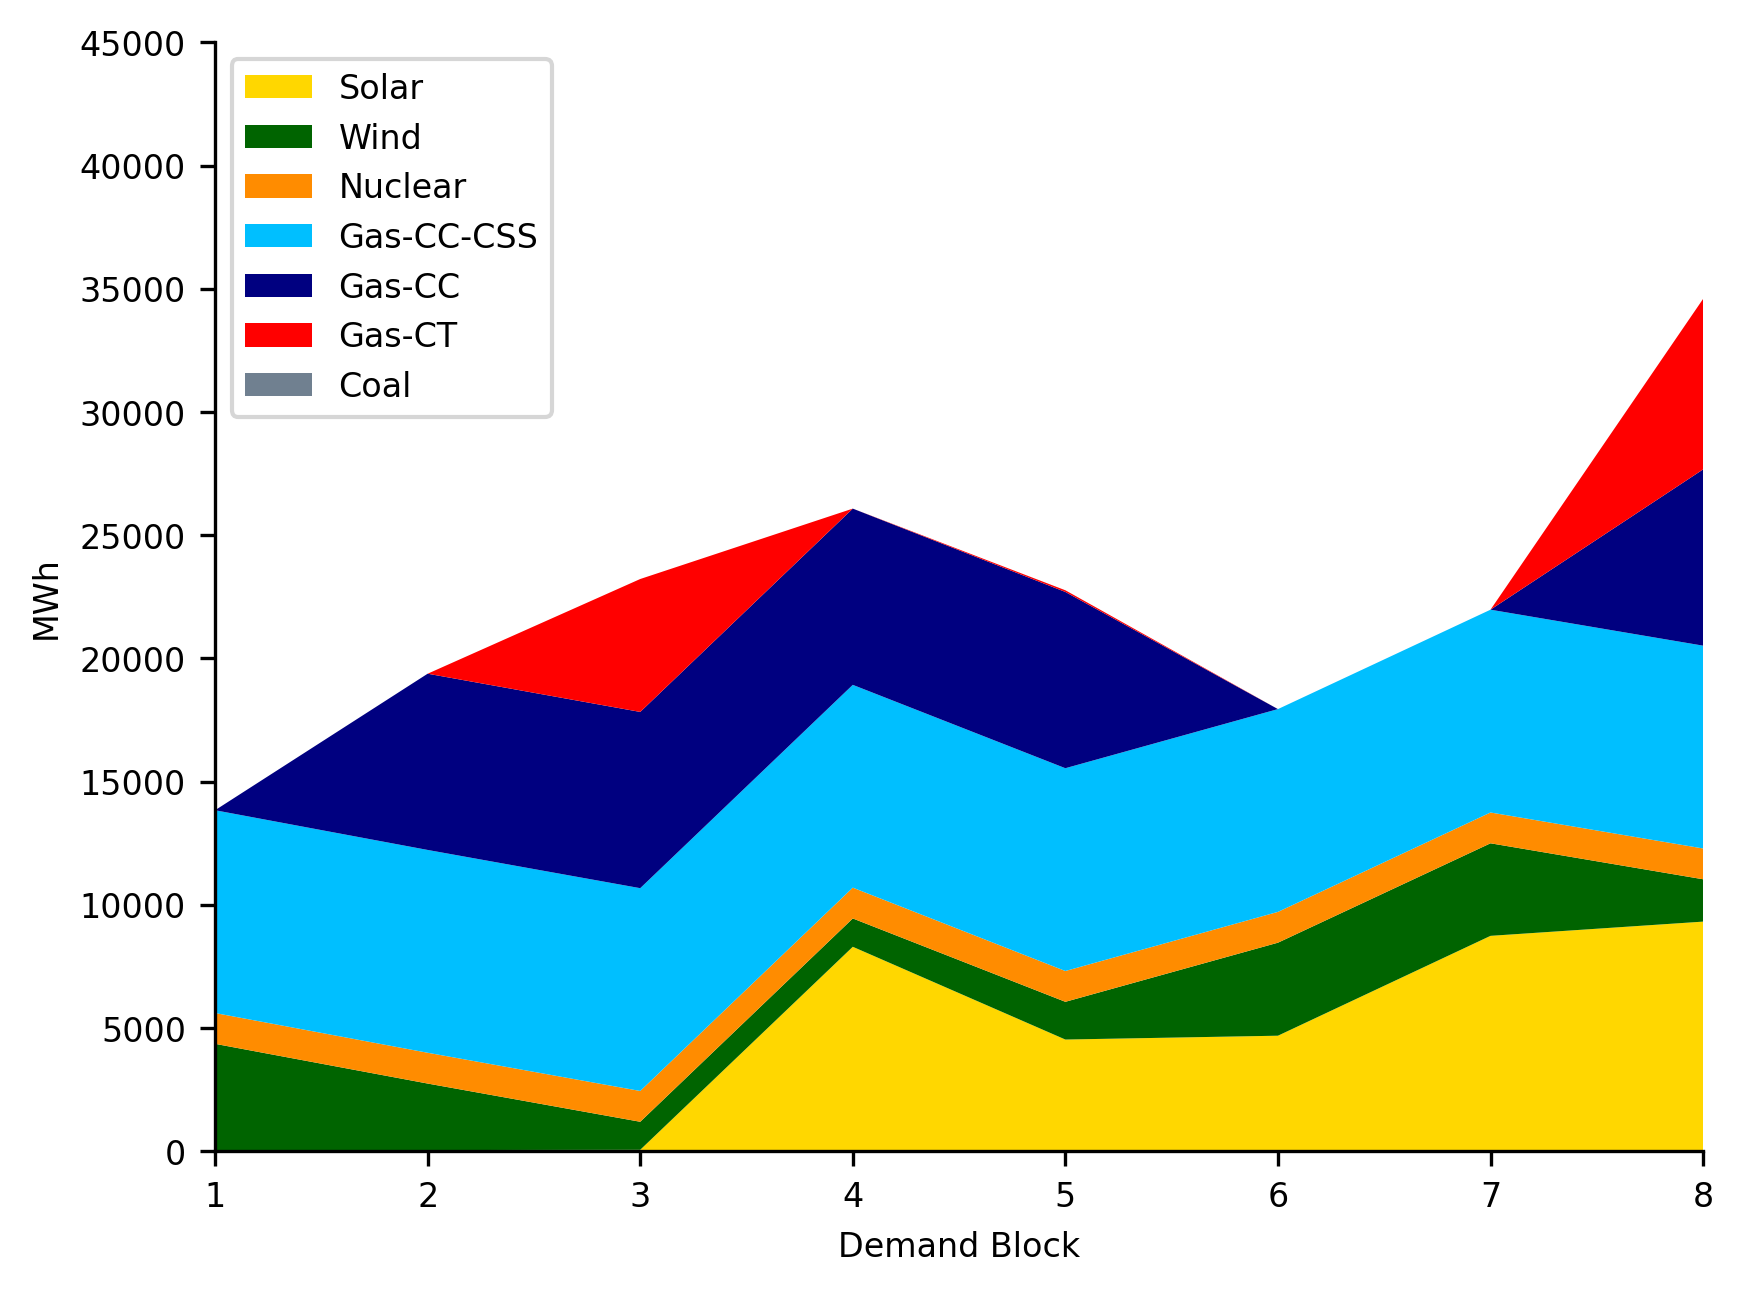 45000
40000
35000
30000
25000
20000
15000
10000
5000
0
MWh
Solar
Wind
Nuclear
Gas-CC-CSS
Gas-CC
Gas-CT
Coal
1 2 3 4 5 6 7 8
Demand Block